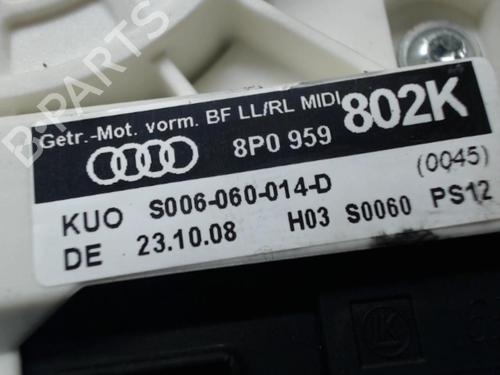 B-PARTS
Getr.-Mot. vorm. BF LL/RL MIDI
8P0 959 802K
(0045)
KUO S006-060-014-D
DE 23.10.08 H03 S0060 PS12